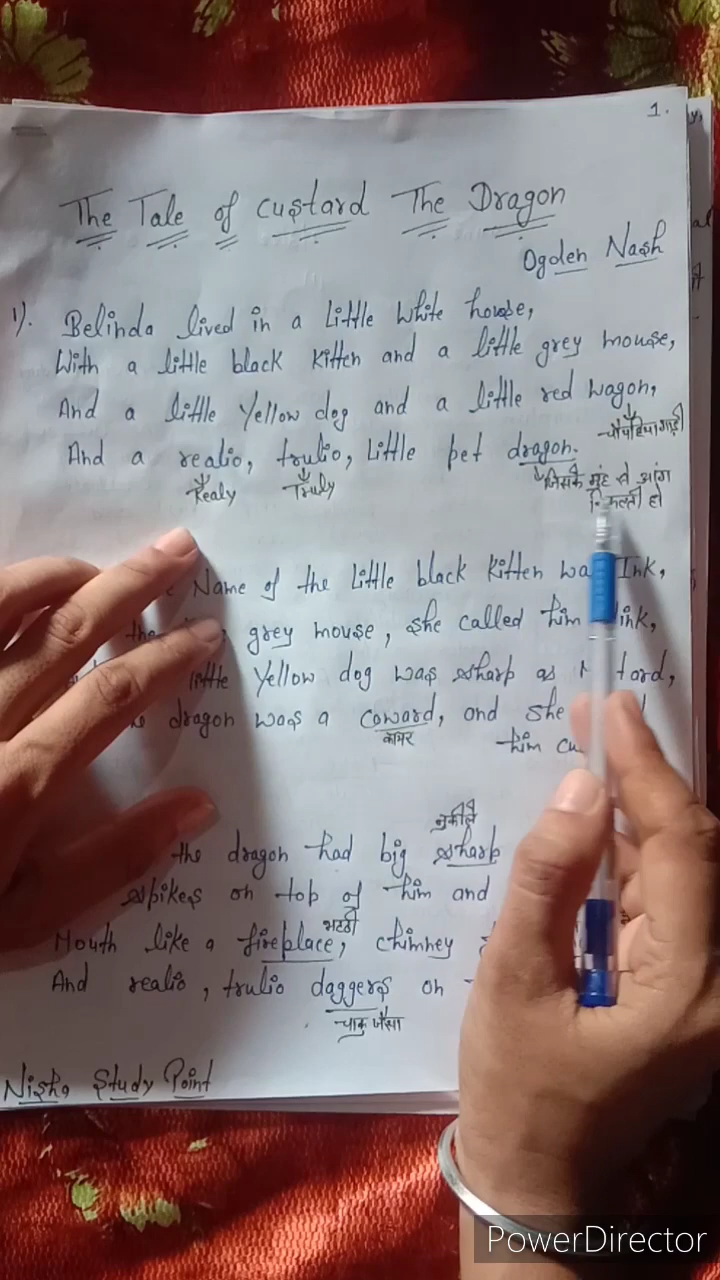 1.
The Tale of Custard The Dragon
Ogden Nash
1). Belinda lived in a little white house,
With a little black kitten and a little grey mouse,
And a little yellow dog and a little red wagon,
चौपहियागाड़ी
And a realio, trulio, little pet dragon.
Realy Truly
जिसके मुंह से आंग
निकलती हो
Name of the little black kitten was Ink,
the grey mouse, she called him link,
little yellow dog was sharp as
dragon was a coward, and she
कायर
him
नुकीले
the dragon had big sharp
spikes on top of him and
भटठी
Mouth like a fireplace, chimney
And realio, trulio daggers on
चाकु जैसा
Nisha Study Point
PowerDirector